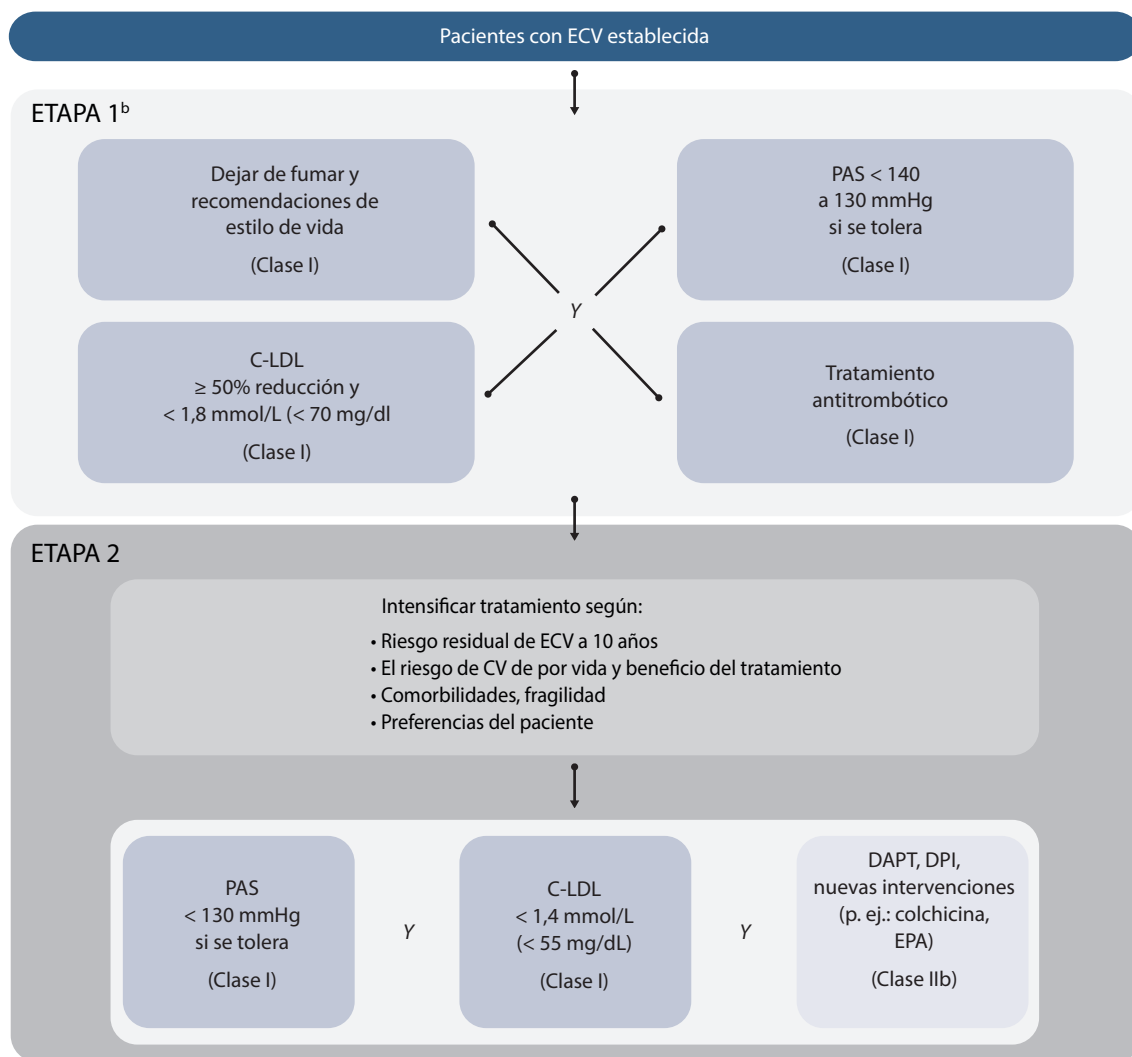 Pacientes con ECV establecida
ETAPA 1ᵇ
Dejar de fumar y
recomendaciones de
estilo de vida
(Clase I)
PAS < 140
a 130 mmHg
si se tolera
(Clase I)
Y
C-LDL
≥ 50% reducción y
< 1,8 mmol/L (< 70 mg/dl
(Clase I)
Tratamiento
antitrombótico
(Clase I)
ETAPA 2
Intensificar tratamiento según:
• Riesgo residual de ECV a 10 años
• El riesgo de CV de por vida y beneficio del tratamiento
• Comorbilidades, fragilidad
• Preferencias del paciente
PAS
< 130 mmHg
si se tolera
(Clase I)
Y
C-LDL
< 1,4 mmol/L
(< 55 mg/dL)
(Clase I)
Y
DAPT, DPI,
nuevas intervenciones
(p. ej.: colchicina,
EPA)
(Clase IIb)